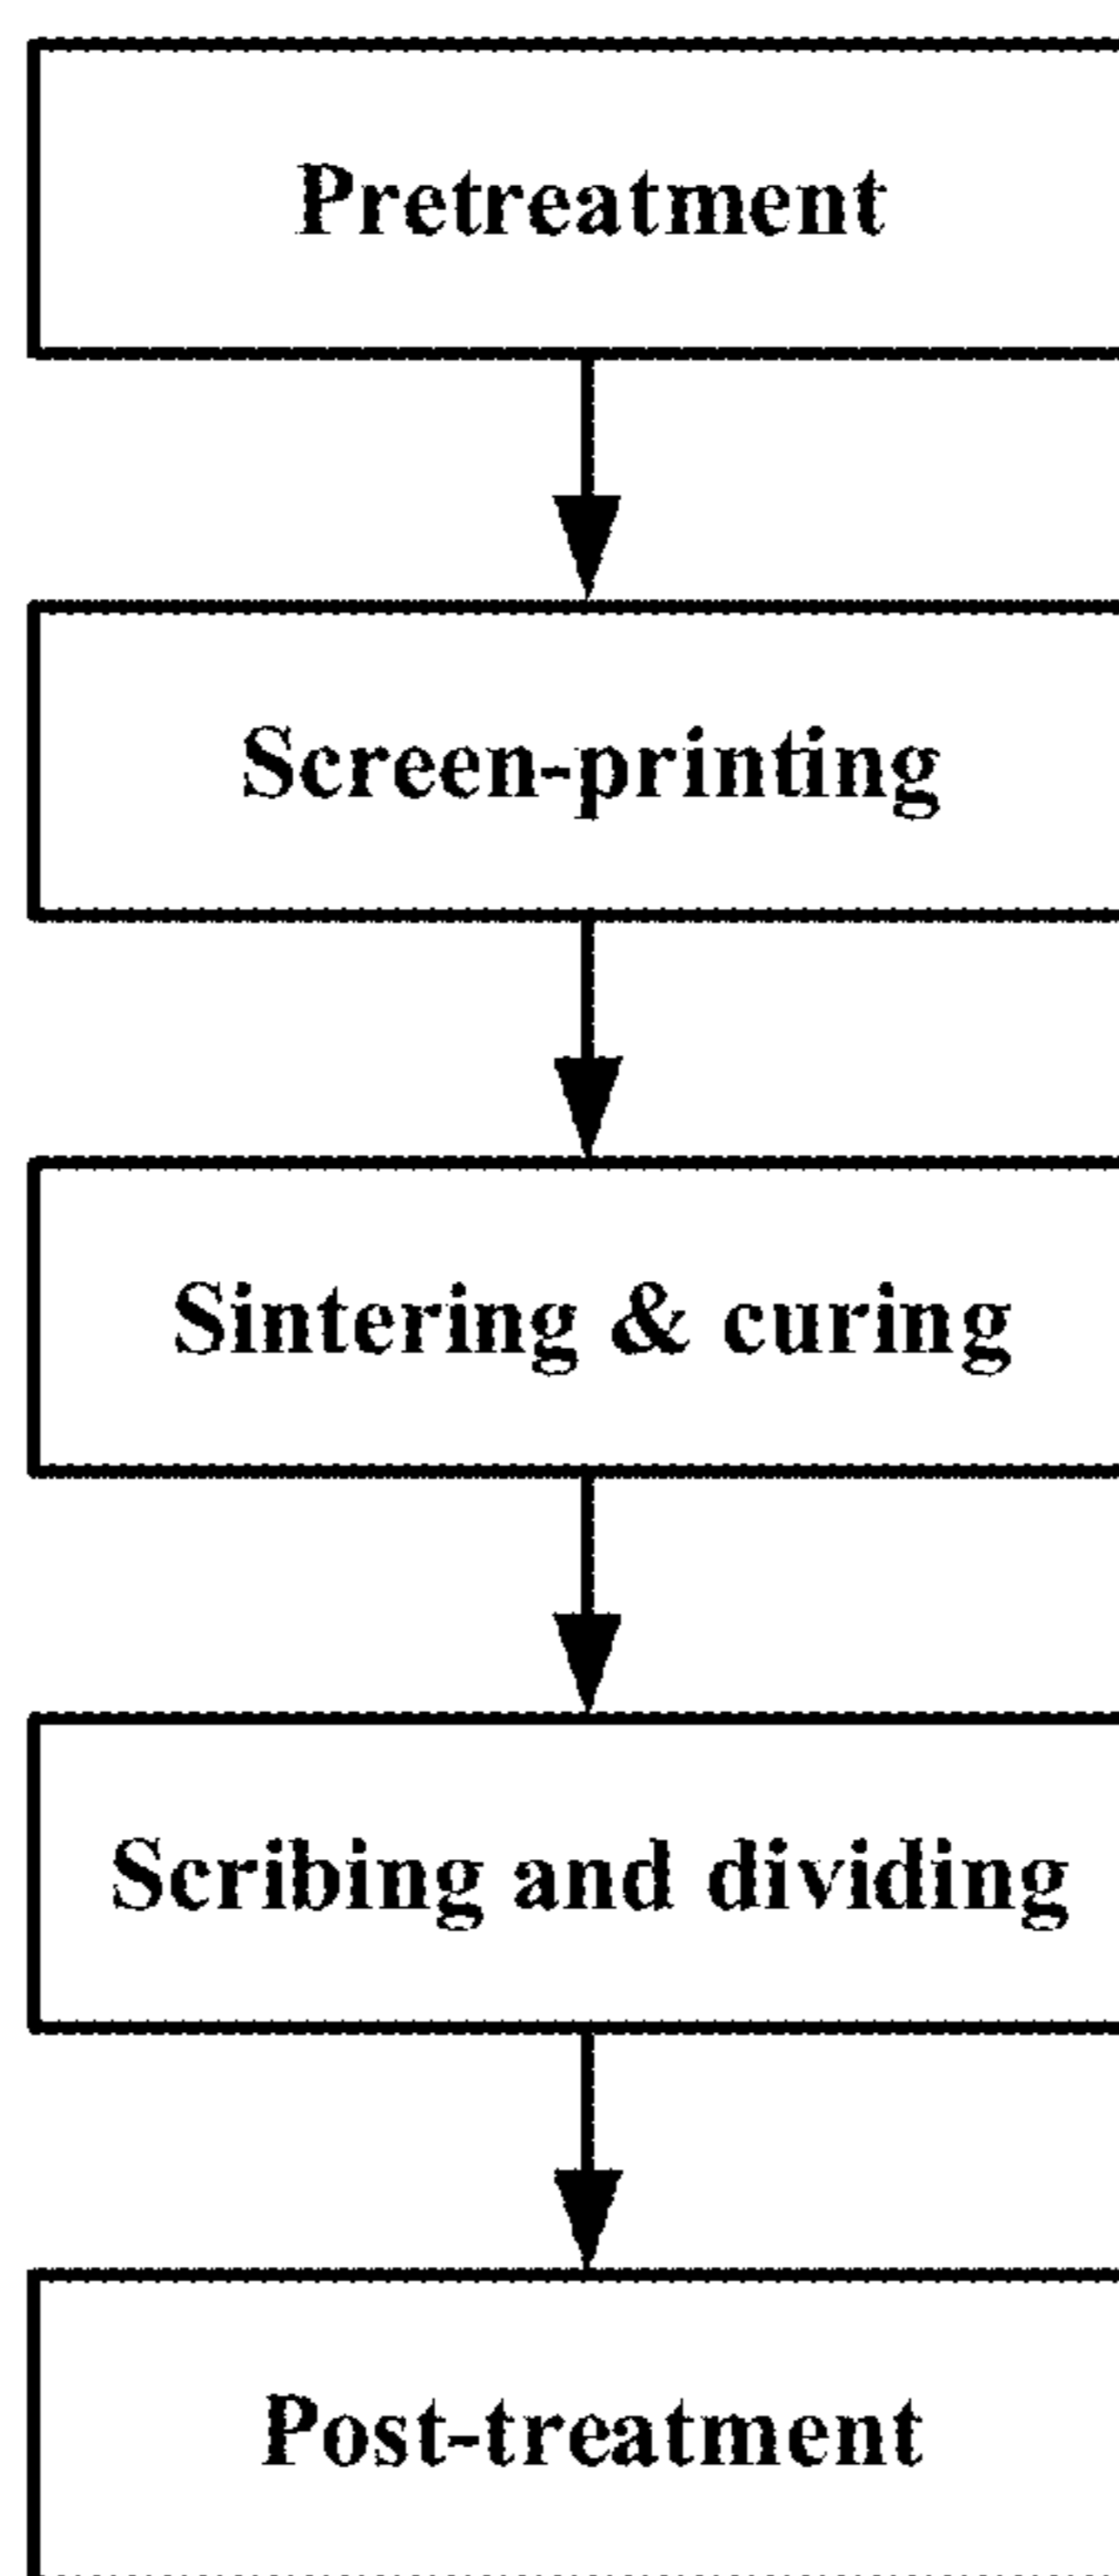 Pretreatment
Screen-printing
Sintering & curing
Scribing and dividing
Post-treatment